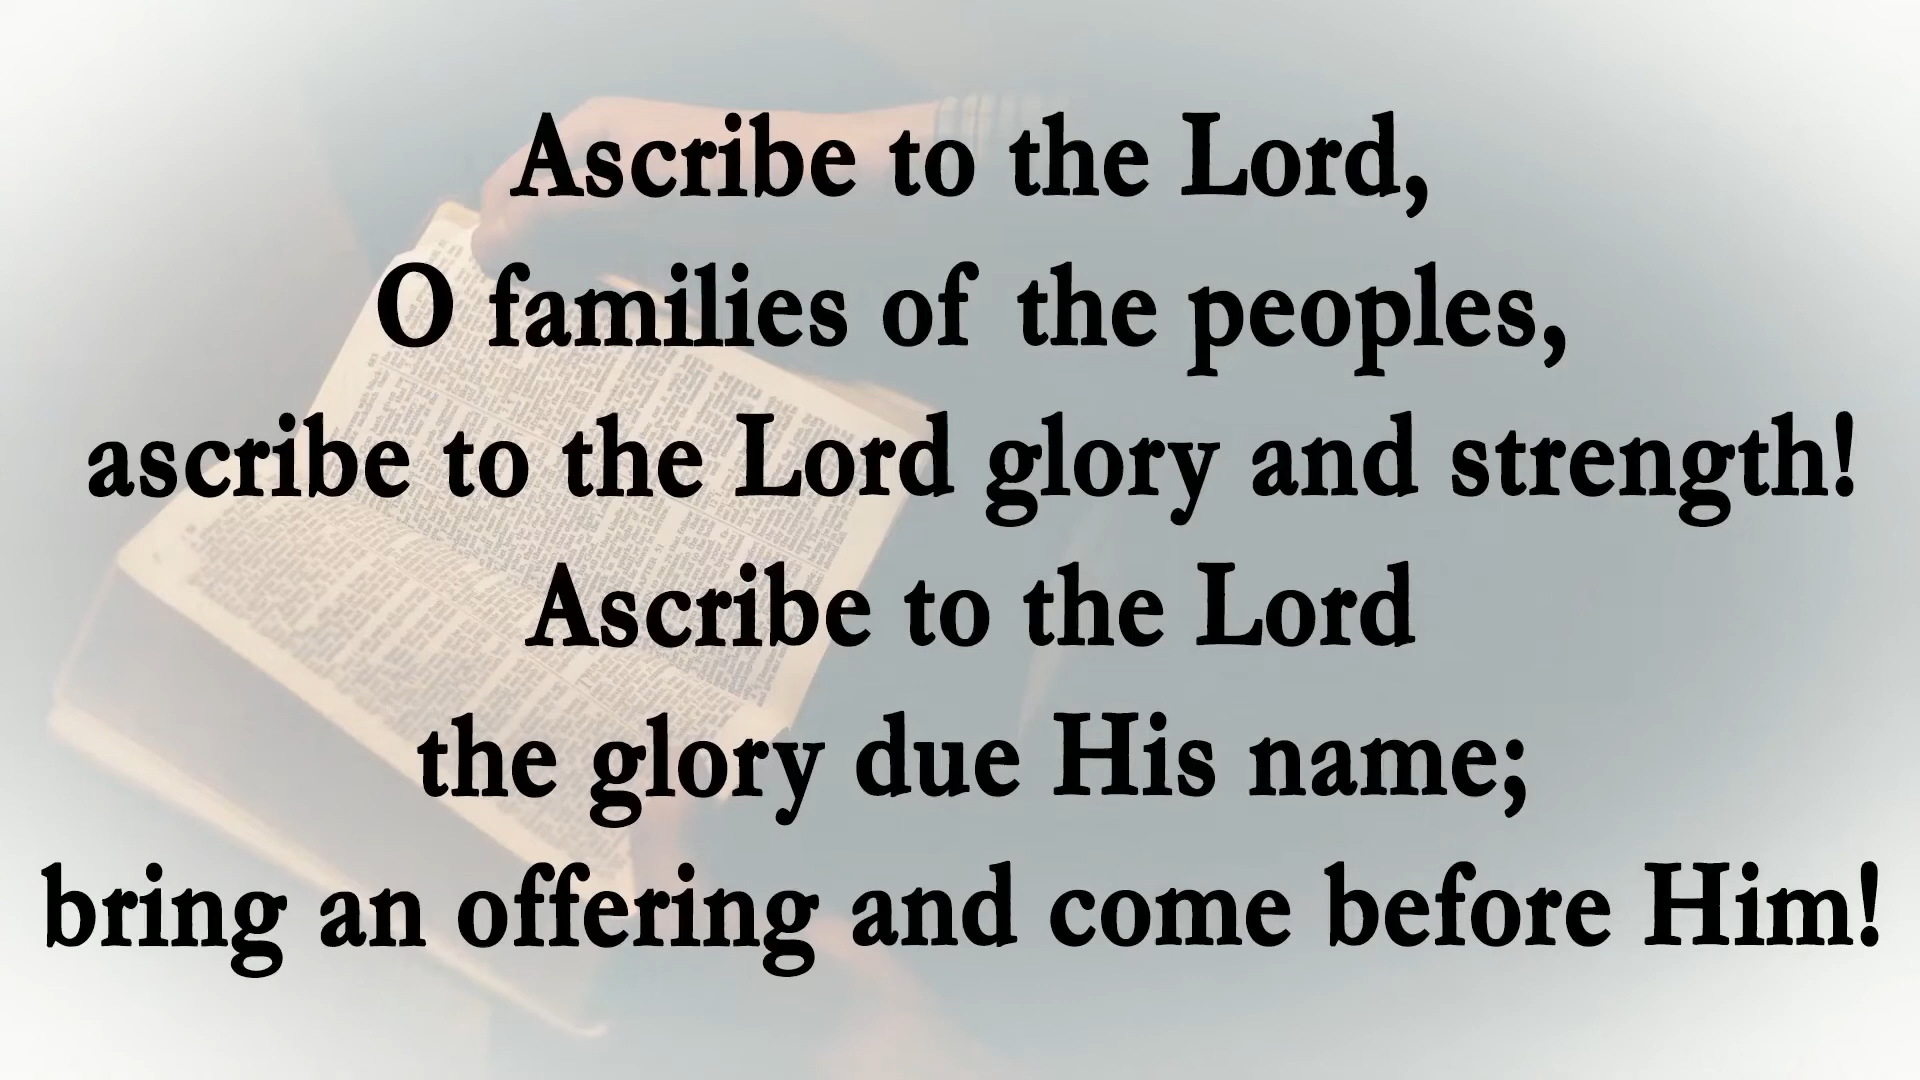 Ascribe to the Lord,
O families of the peoples,
ascribe to the Lord glory and strength!
Ascribe to the Lord
the glory due His name;
bring an offering and come before Him!